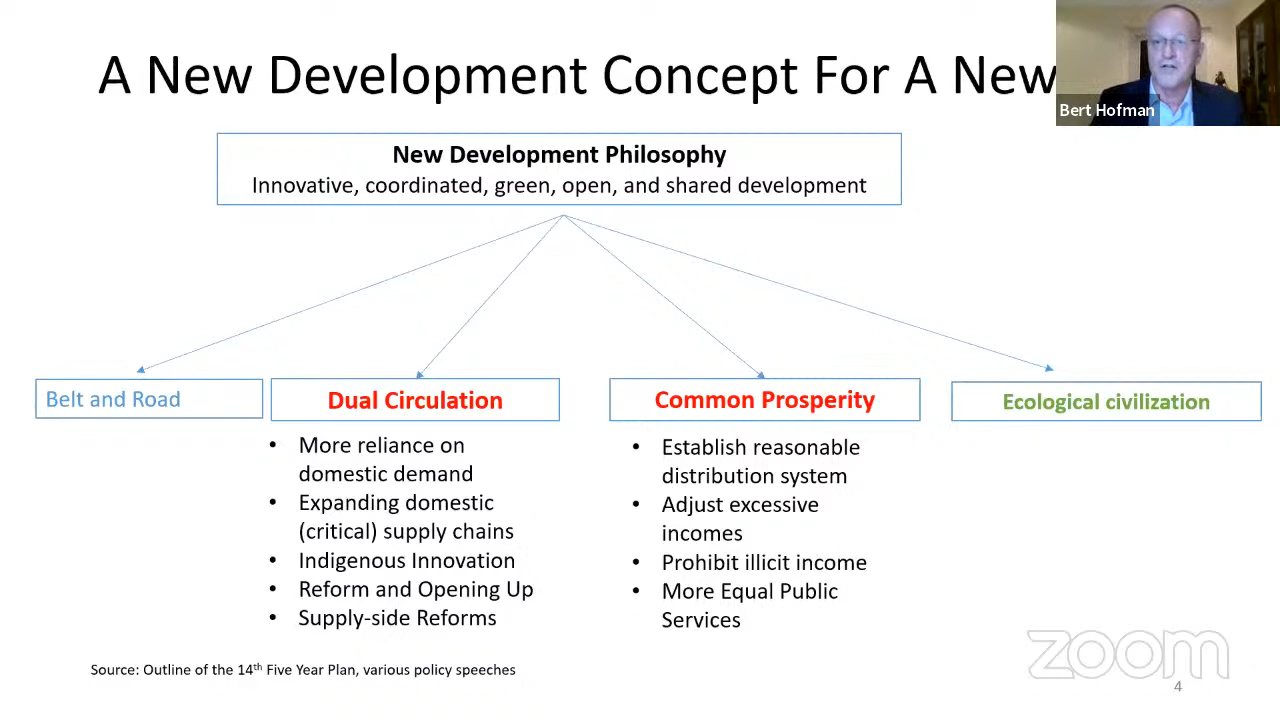 A New Development Concept For A New
Bert Hofman
New Development Philosophy
Innovative, coordinated, green, open, and shared development
Belt and Road
Dual Circulation
• More reliance on
domestic demand
• Expanding domestic
(critical) supply chains
• Indigenous Innovation
• Reform and Opening Up
• Supply-side Reforms
Common Prosperity
• Establish reasonable
distribution system
• Adjust excessive
incomes
• Prohibit illicit income
• More Equal Public
Services
Ecological civilization
Source: Outline of the 14th Five Year Plan, various policy speeches
zoom
4